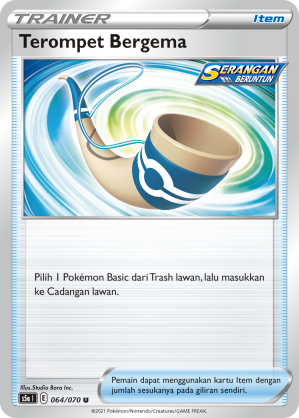 TRAINER Item
Terompet Bergema
SERANGAN
BERUNTUN
Pilih 1 Pokémon Basic dari Trash lawan, lalu masukkan
ke Cadangan lawan.
Illus. Studio Bora Inc.
s5a I E 064/070 U
Pemain dapat menggunakan kartu Item dengan
jumlah sesukanya pada giliran sendiri.
©2021 Pokémon/Nintendo/Creatures/GAME FREAK.